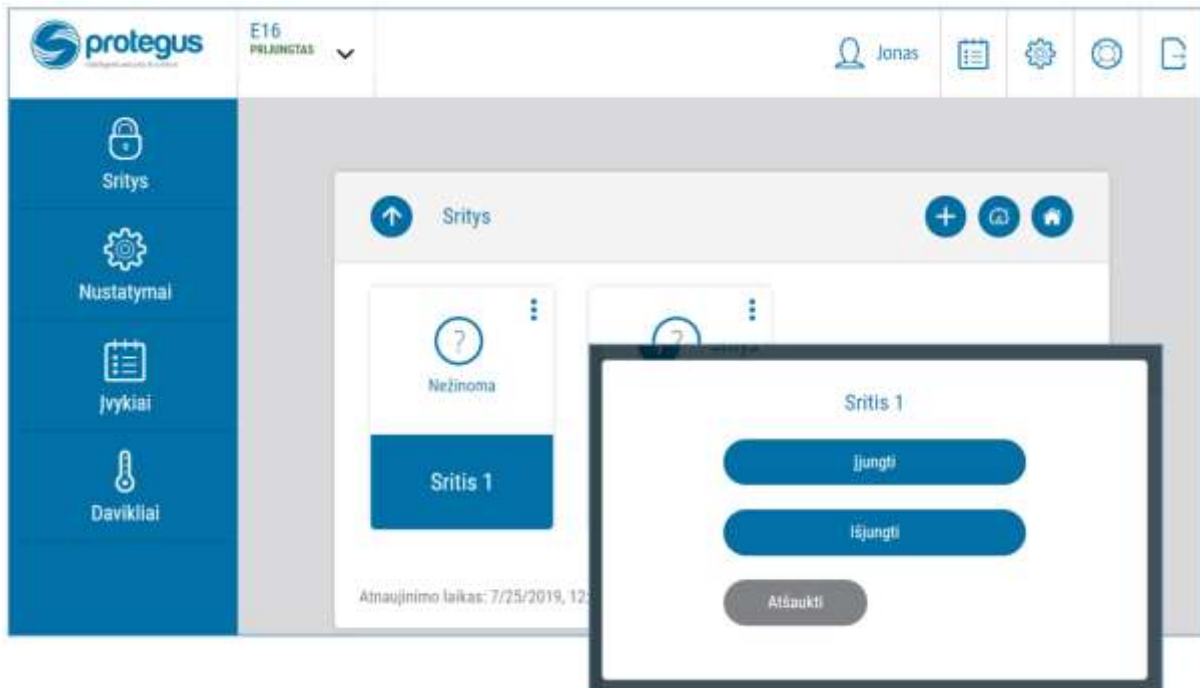 protegus
E16
PRIJUNGTAS
Jonas
Sritys
Nustatymai
Įvykiai
Davikliai
Sritys
?
Nežinoma
Sritis 1
?
Atnaujinimo laikas: 7/25/2019, 12:
Sritis 1
Įjungti
Išjungti
Atšaukti